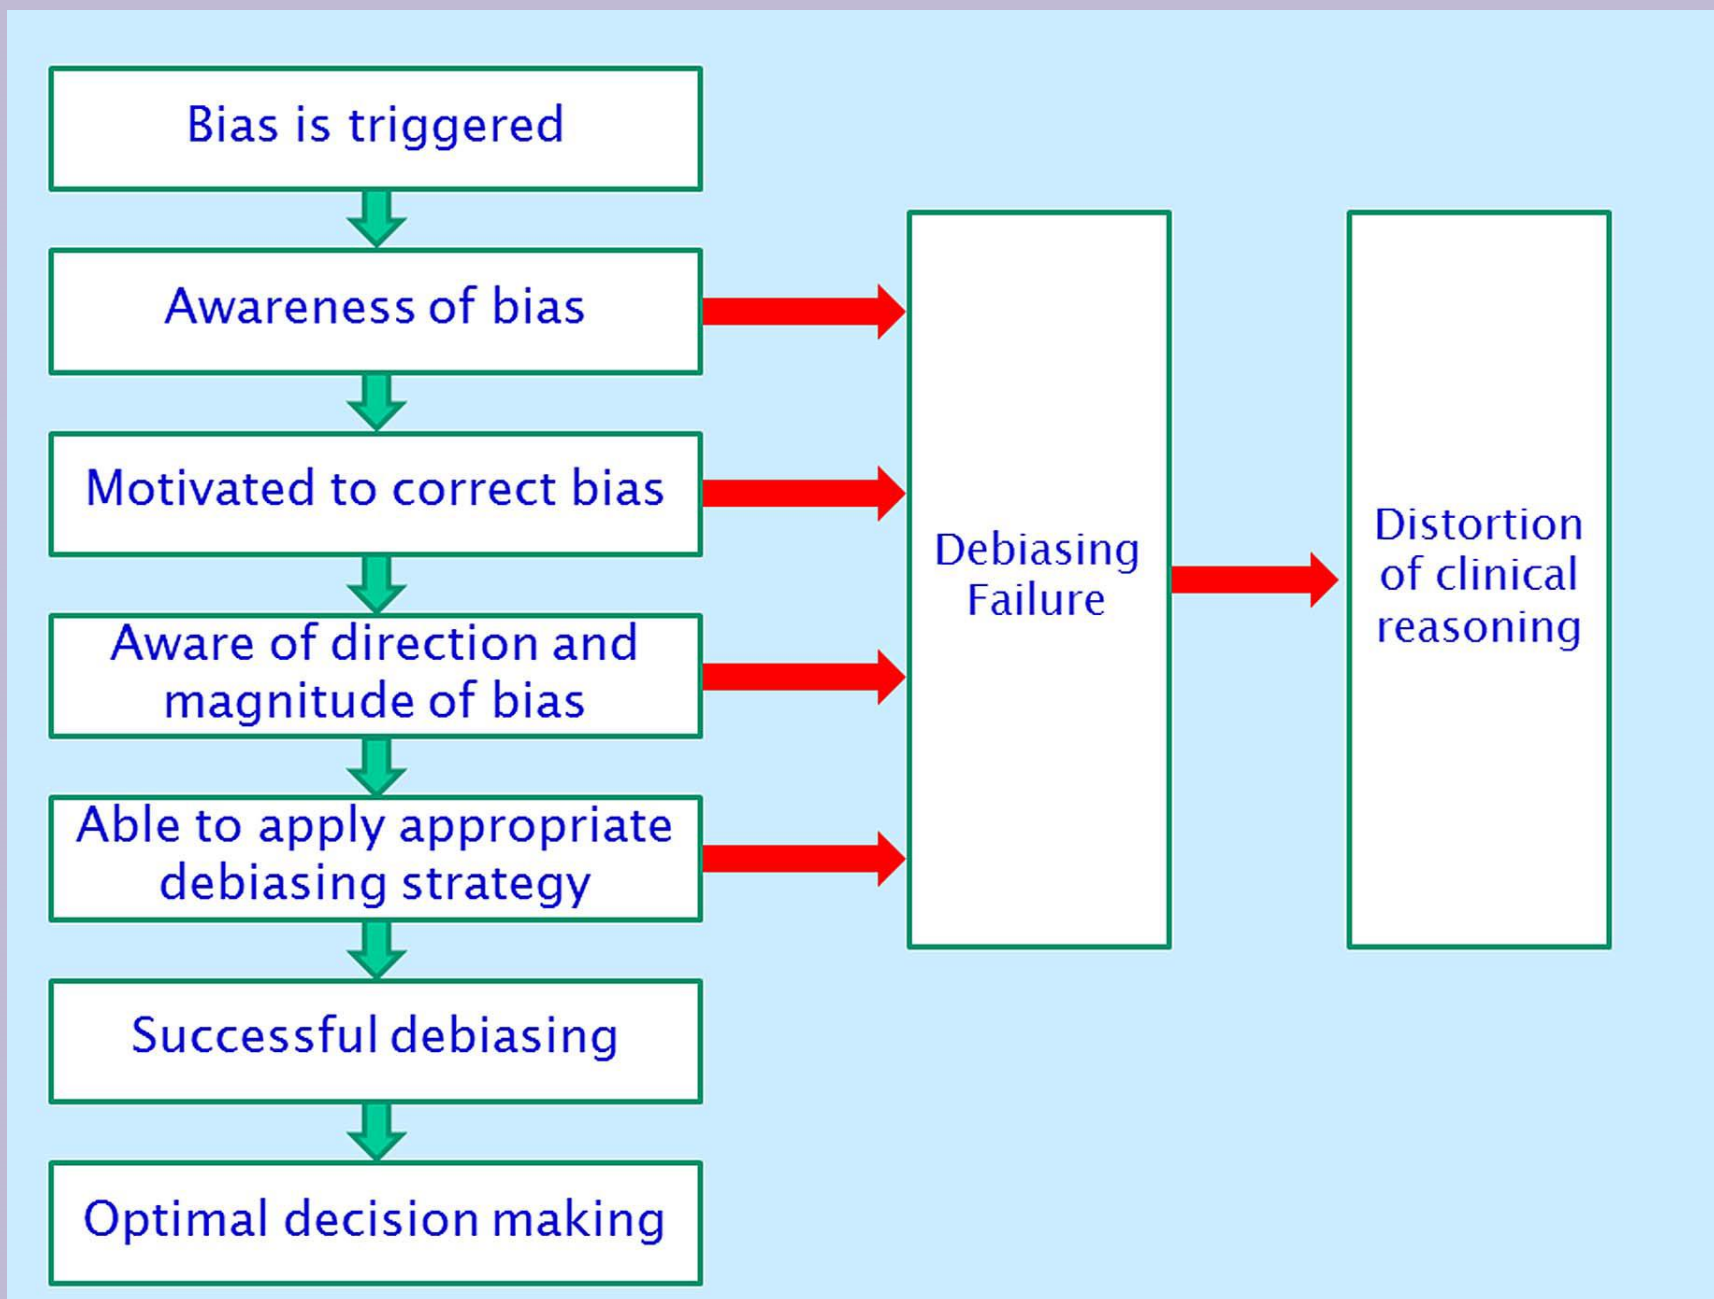 Bias is triggered
Awareness of bias
Motivated to correct bias
Aware of direction and
magnitude of bias
Able to apply appropriate
debiasing strategy
Successful debiasing
Optimal decision making
Debiasing
Failure
Distortion
of clinical
reasoning